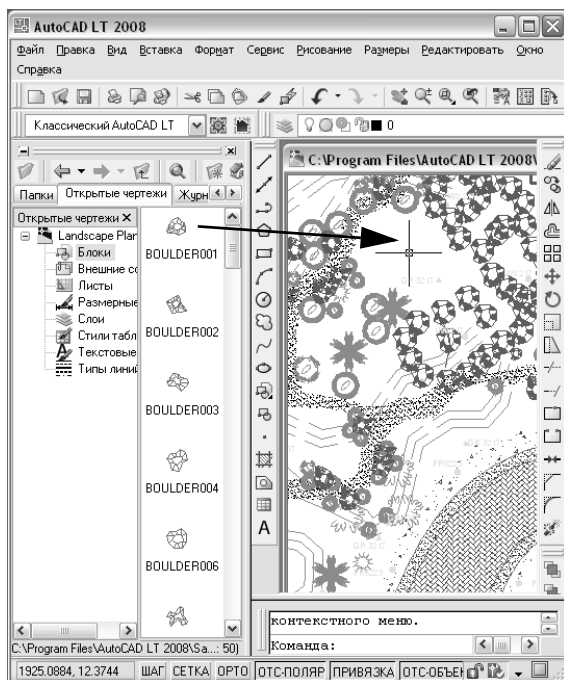 AutoCAD LT 2008
Файл Правка Вид Вставка Формат Сервис Рисование Размеры Редактировать Окно
Справка
Классический AutoCAD LT
0
Папки Открытые чертежи Журн
Открытые чертежи
Landscape Plan
Блоки
Внешние сс
Листы
Размерные
Слои
Стили табл
Текстовые
Типы линий
BOULDER001
BOULDER002
BOULDER003
BOULDER004
BOULDER006
C:\Program Files\AutoCAD LT 2008\Sa...: 50)
C:\Program Files\AutoCAD LT 2008\
A
контекстного меню.
Команда:
1925.0884, 12.3744 ШАГ СЕТКА ОРТО ОТС-ПОЛЯР ПРИВЯЗКА ОТС-ОБЪЕК